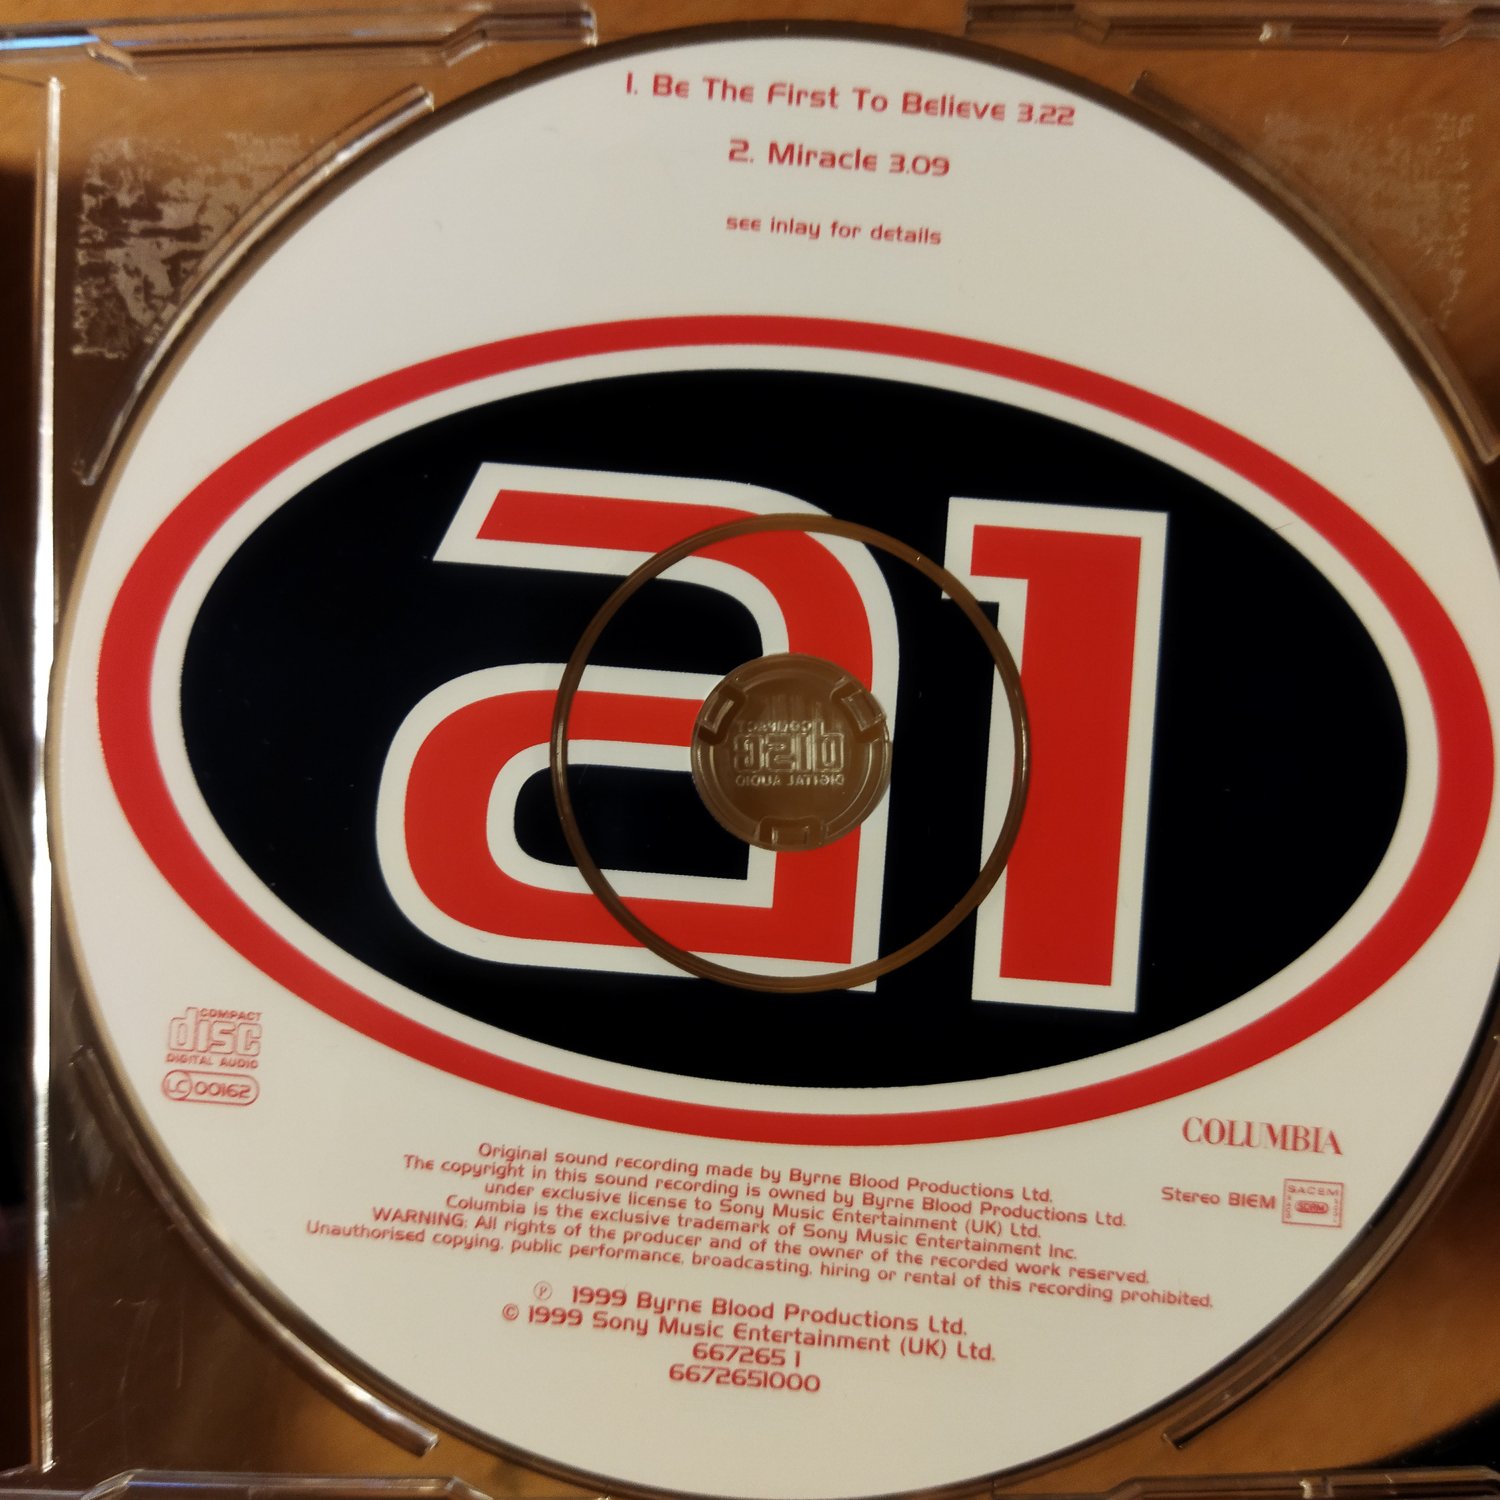 1. Be The First To Believe 3.22
2. Miracle 3.09
see inlay for details
a1
COMPACT
disc
DIGITAL AUDIO
COMPACT
disc
DIGITAL AUDIO
LC 00162
COLUMBIA
Stereo BIEM
SACEM
SDRM
Original sound recording made by Byrne Blood Productions Ltd.
The copyright in this sound recording is owned by Byrne Blood Productions Ltd.
under exclusive license to Sony Music Entertainment (UK) Ltd.
Columbia is the exclusive trademark of Sony Music Entertainment Inc.
WARNING: All rights of the producer and of the owner of the recorded work reserved.
Unauthorised copying, public performance, broadcasting, hiring or rental of this recording prohibited.
℗ 1999 Byrne Blood Productions Ltd.
© 1999 Sony Music Entertainment (UK) Ltd.
667265 1
6672651000